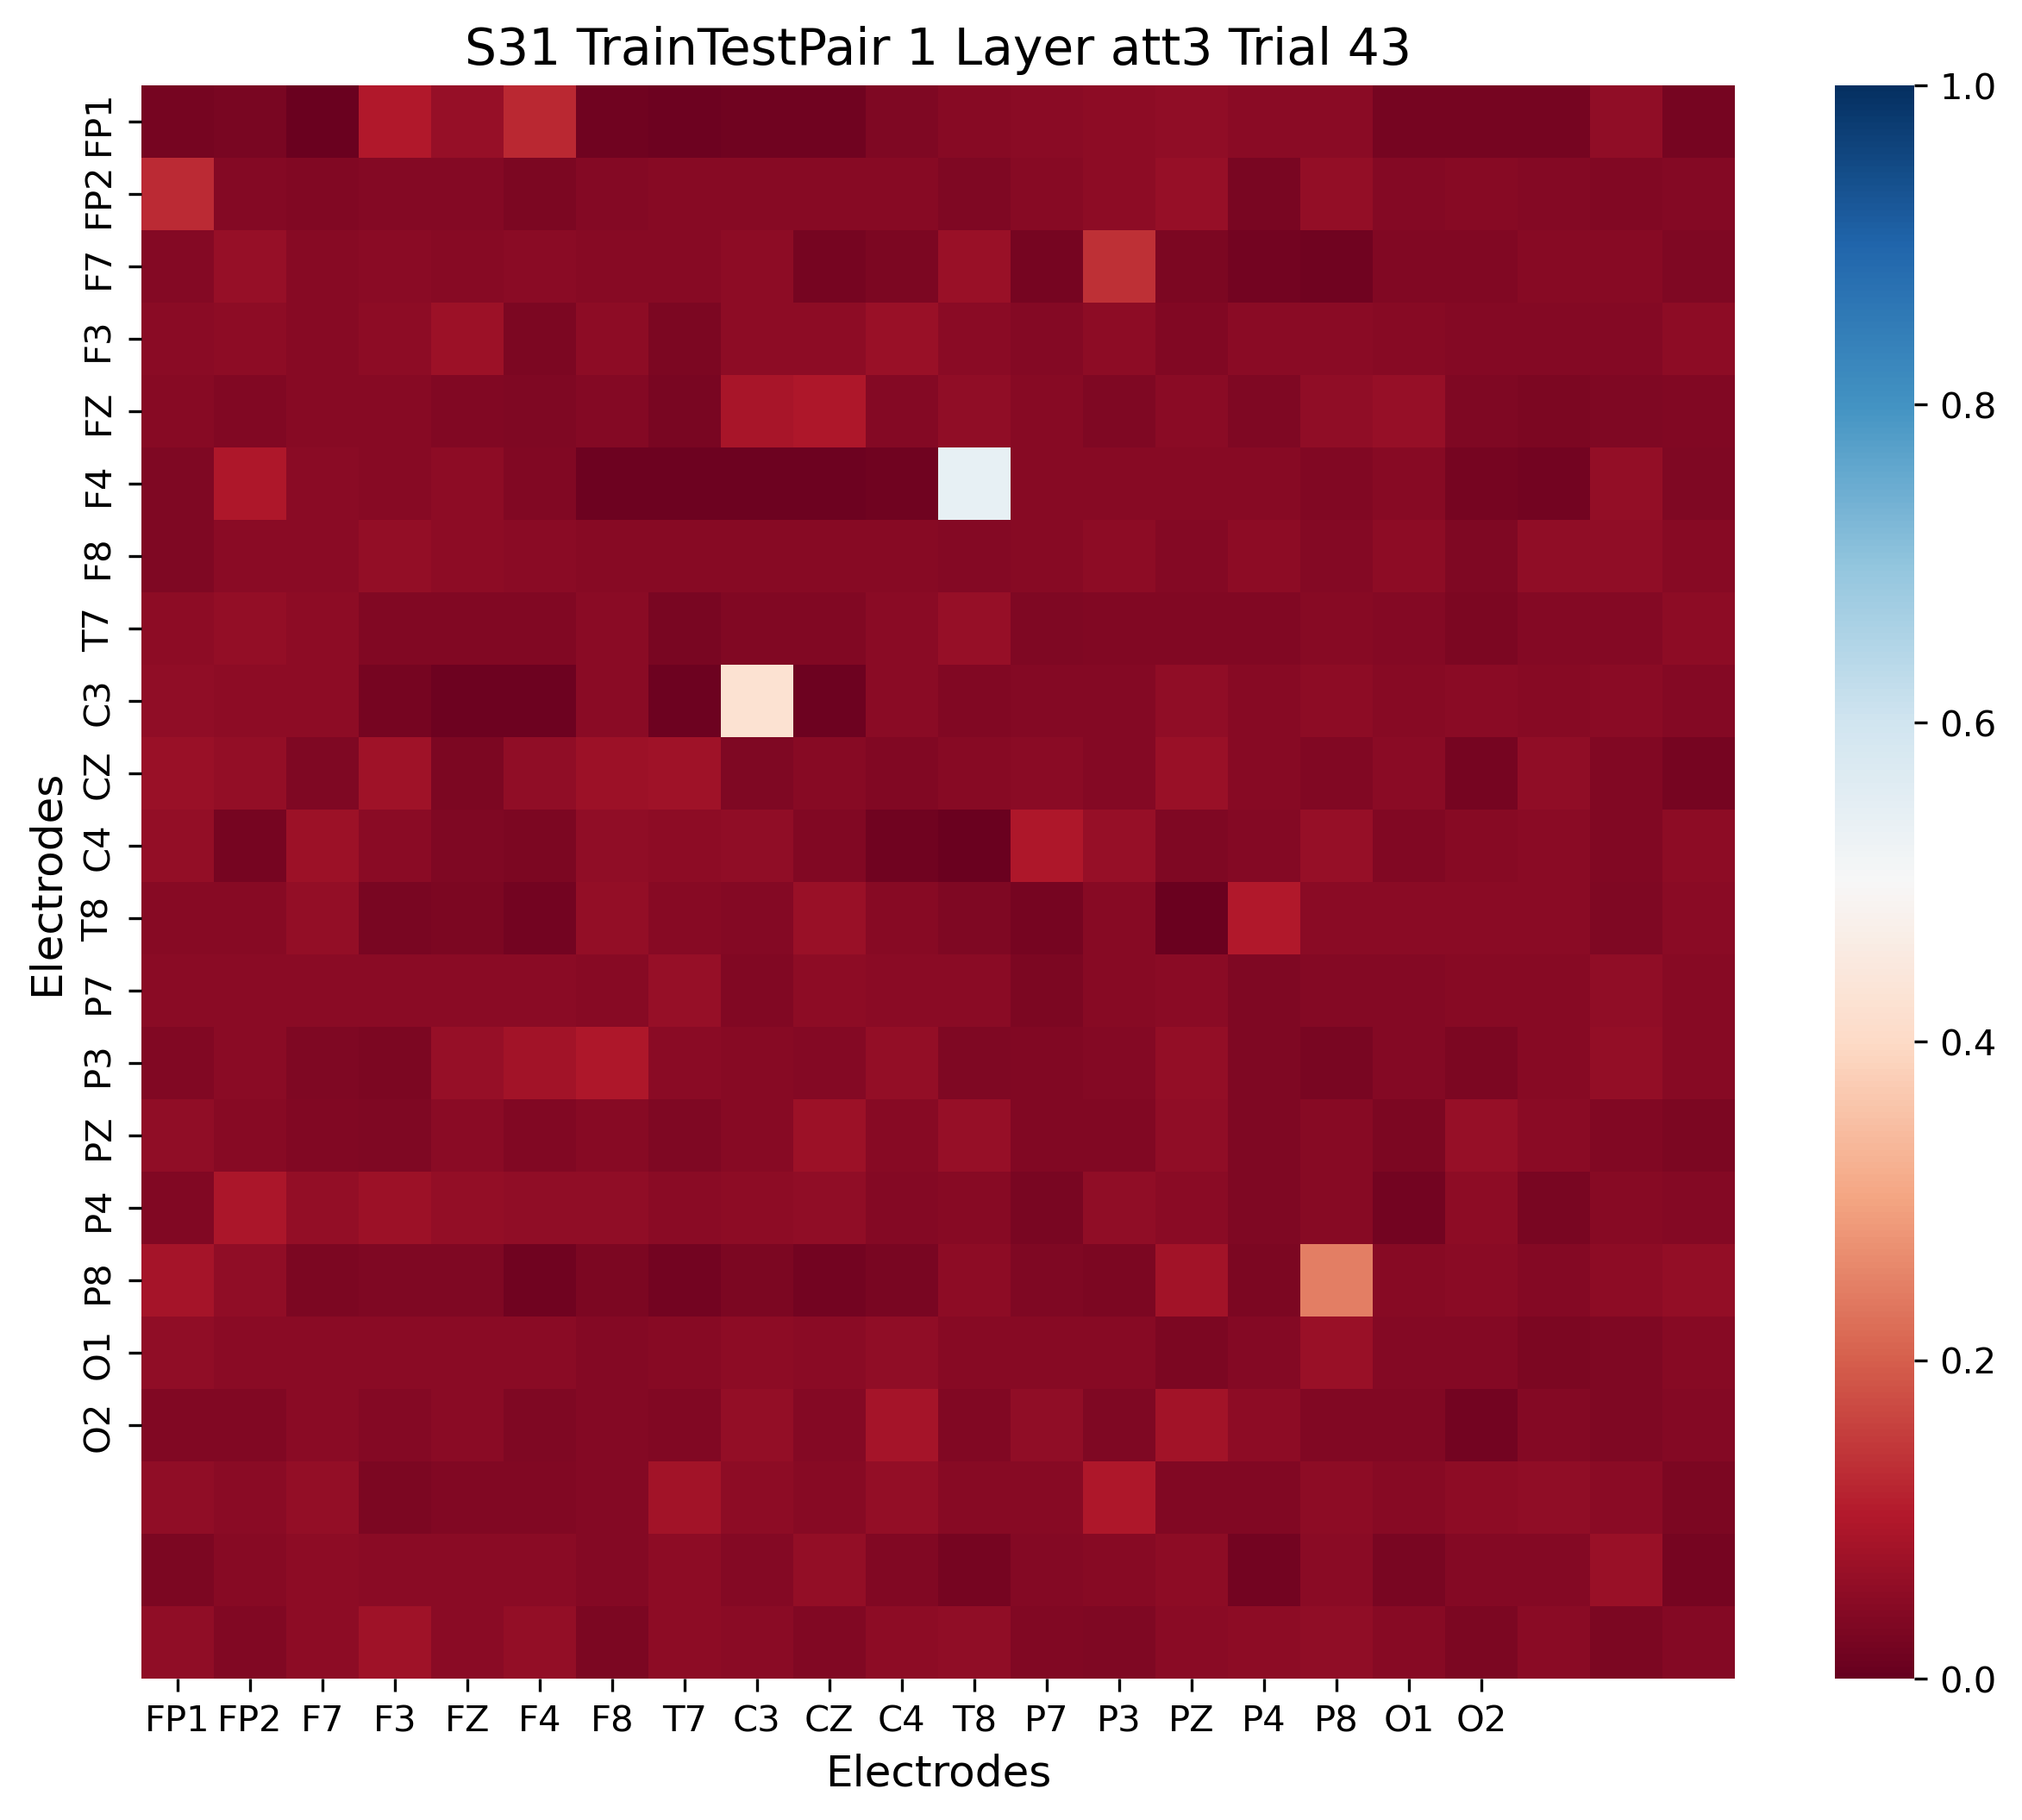 S31 TrainTestPair 1 Layer att3 Trial 43
Electrodes
FP1
FP2
F7
F3
FZ
F4
F8
T7
C3
CZ
C4
T8
P7
P3
PZ
P4
P8
O1
O2
FP1 FP2 F7 F3 FZ F4 F8 T7 C3 CZ C4 T8 P7 P3 PZ P4 P8 O1 O2
Electrodes
1.0
0.8
0.6
0.4
0.2
0.0